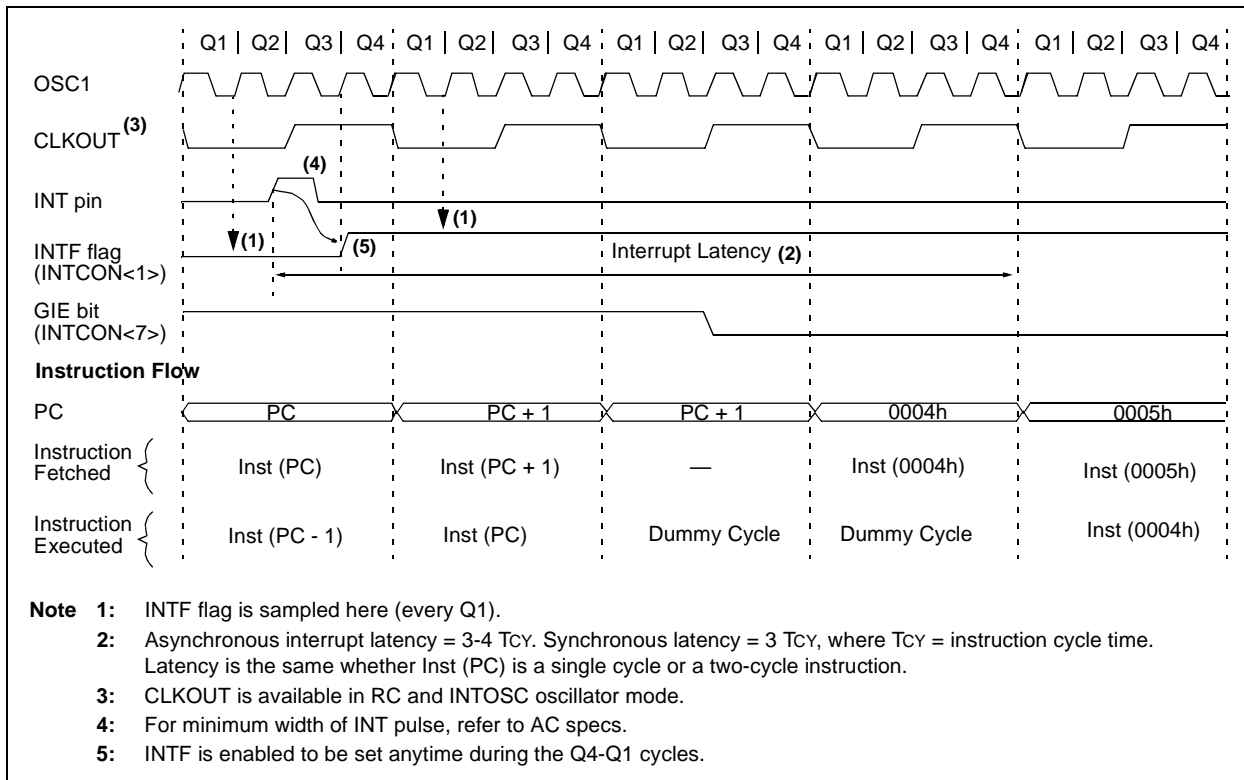 Q1 Q2 Q3 Q4 Q1 Q2 Q3 Q4 Q1 Q2 Q3 Q4 Q1 Q2 Q3 Q4 Q1 Q2 Q3 Q4
OSC1
CLKOUT (3)
(4)
INT pin
(1) (1)
INTF flag
(INTCON<1>)
(5)
Interrupt Latency (2)
GIE bit
(INTCON<7>)
Instruction Flow
PC PC PC + 1 PC + 1 0004h 0005h
Instruction
Fetched
Inst (PC) Inst (PC + 1) — Inst (0004h) Inst (0005h)
Instruction
Executed
Inst (PC - 1) Inst (PC) Dummy Cycle Dummy Cycle Inst (0004h)
Note 1: INTF flag is sampled here (every Q1).
2: Asynchronous interrupt latency = 3-4 TCY. Synchronous latency = 3 TCY, where TCY = instruction cycle time.
Latency is the same whether Inst (PC) is a single cycle or a two-cycle instruction.
3: CLKOUT is available in RC and INTOSC oscillator mode.
4: For minimum width of INT pulse, refer to AC specs.
5: INTF is enabled to be set anytime during the Q4-Q1 cycles.